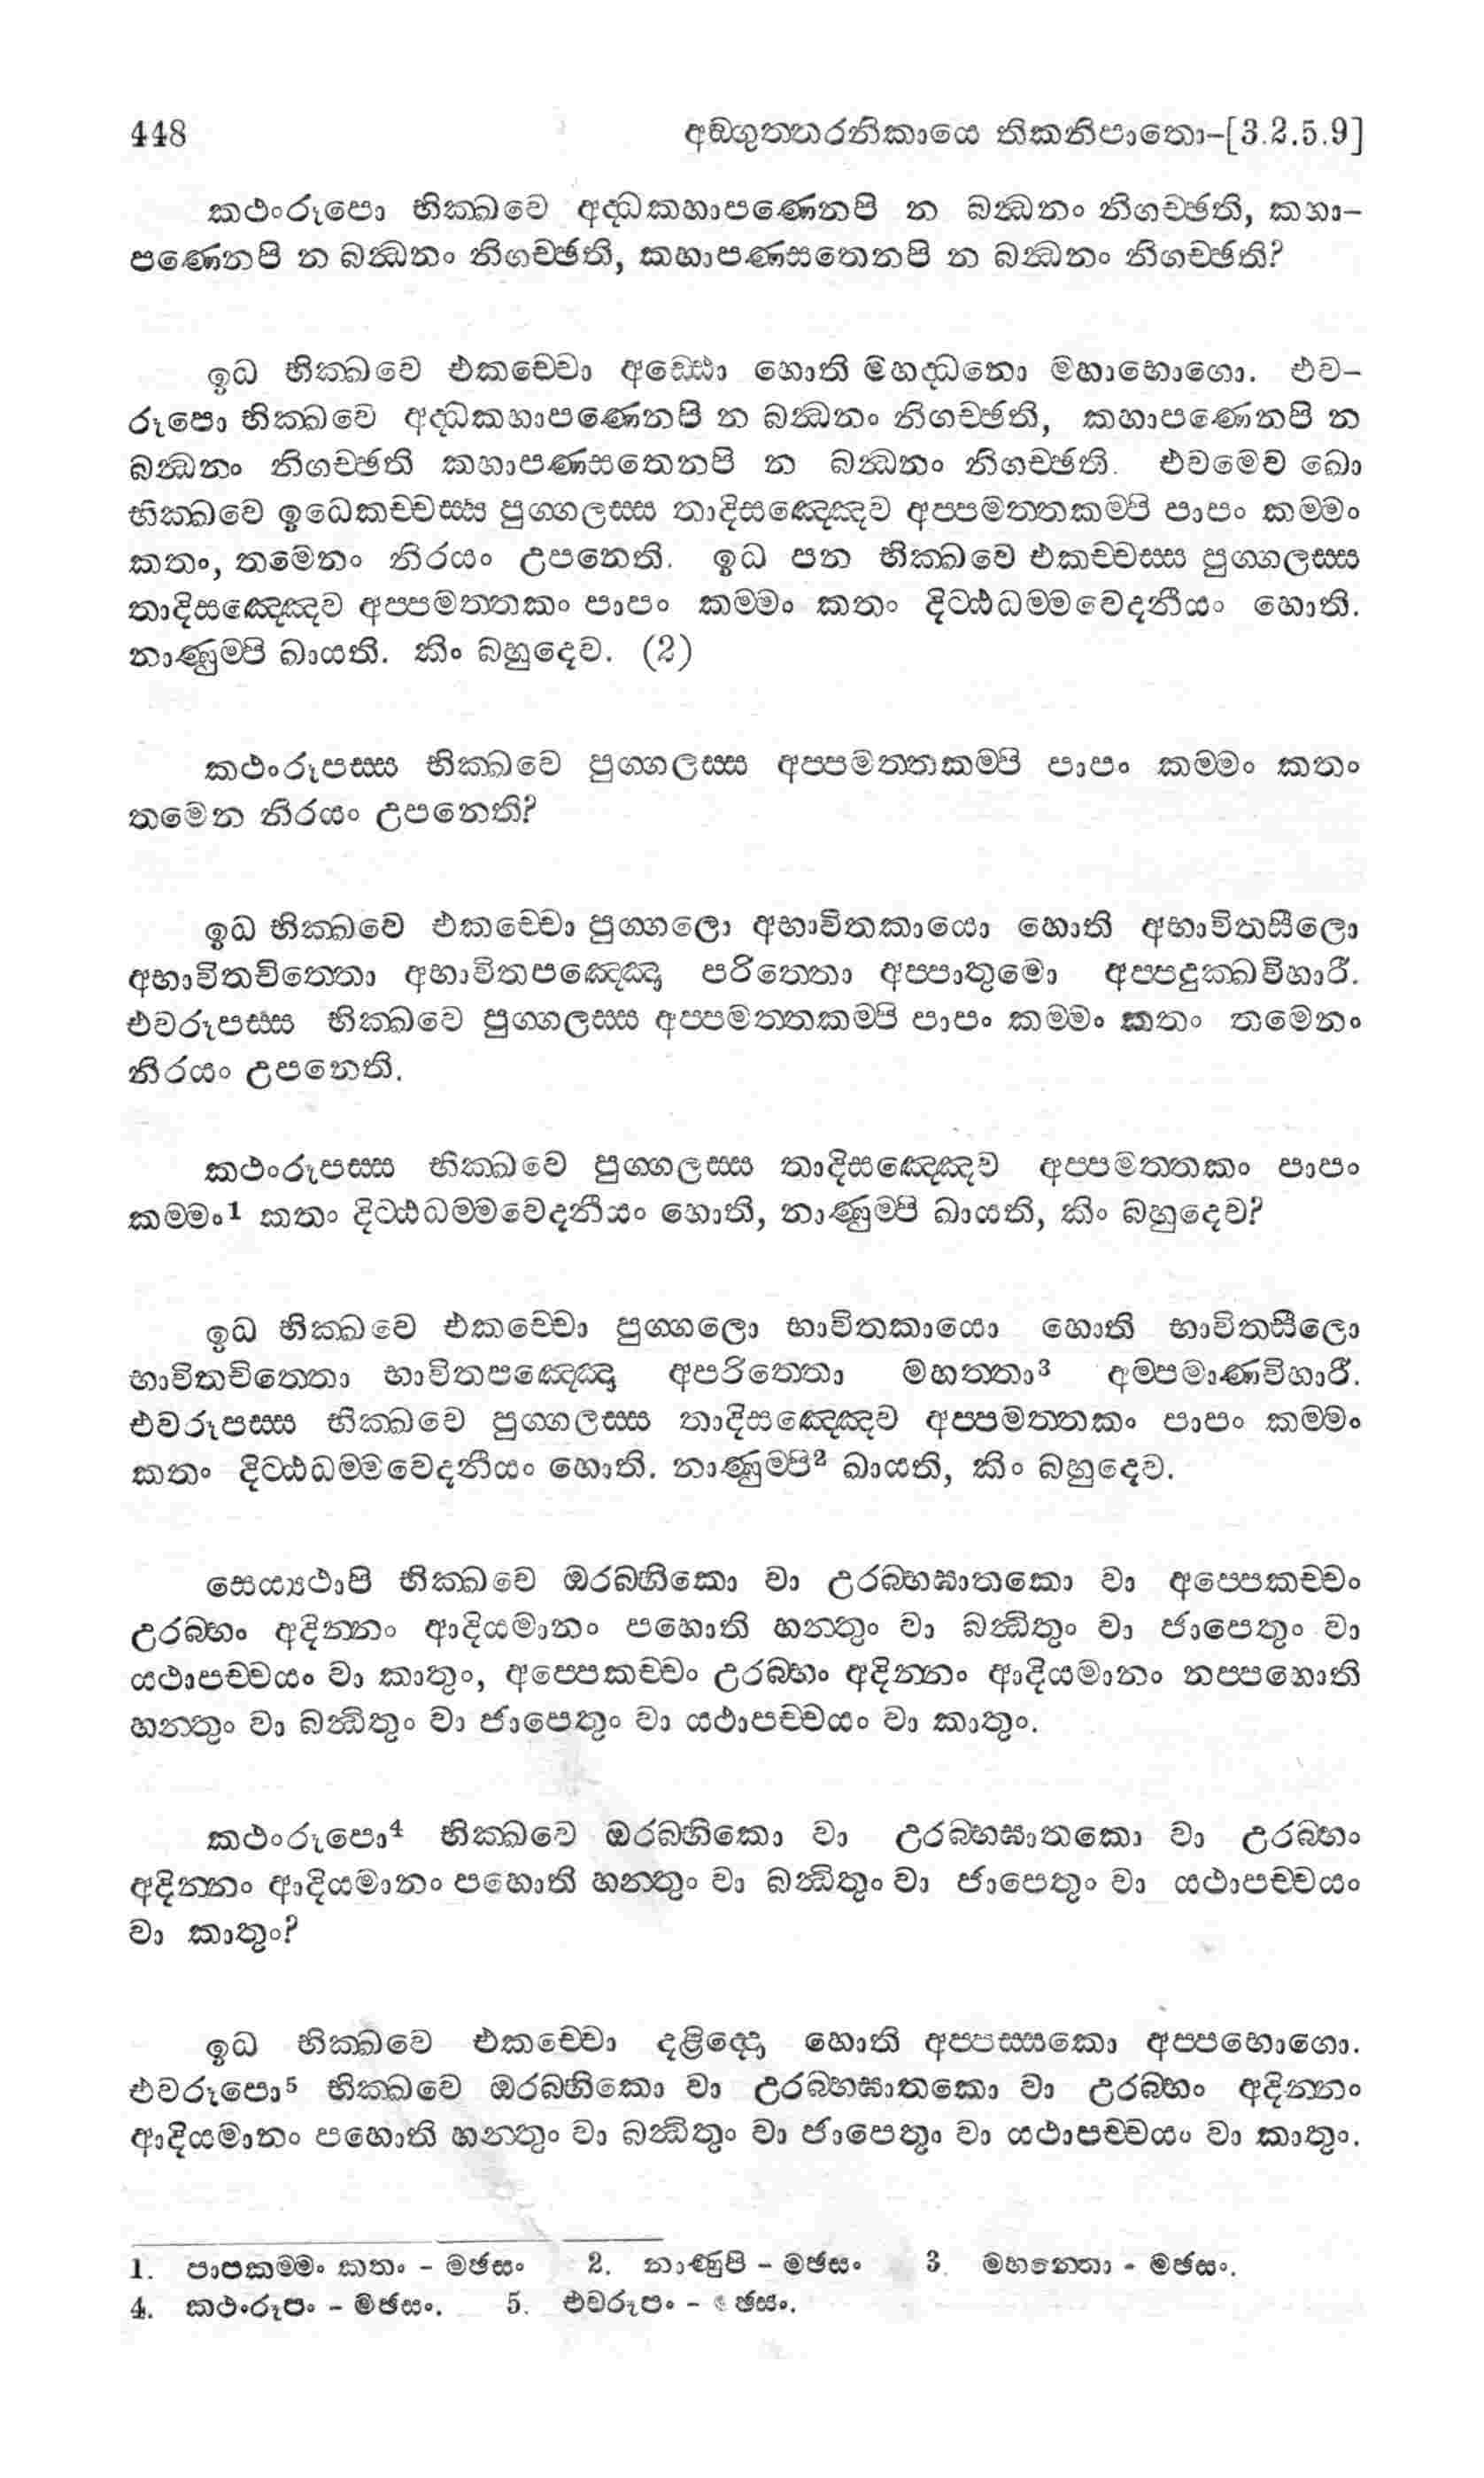 448 අඞ්ගුත්තරනිකායෙ තිකනිපාතො-[3.2.5.9]
කථංරූපො භික්ඛවෙ අද්ධකහාපණෙනපි න බන්ධනං නිගච්ඡති, කහා-
පණෙනපි න බන්ධනං නිගච්ඡති, කහාපණසතෙනපි න බන්ධනං නිගච්ඡති?
ඉධ භික්ඛවෙ එකච්චො අඩ්ඪො හොති මහද්ධනො මහාභොගො. එව-
රූපො භික්ඛවෙ අද්ධකහාපණෙනපි න බන්ධනං නිගච්ඡති, කහාපණෙනපි න
බන්ධනං නිගච්ඡති කහාපණසතෙනපි න බන්ධනං නිගච්ඡති. එවමෙව ඛො
භික්ඛවෙ ඉධෙකච්චස්ස පුග්ගලස්ස තාදිසඤ්ඤෙව අප්පමත්තකම්පි පාපං කම්මං
කතං, තමෙනං නිරයං උපනෙති. ඉධ පන භික්ඛවෙ එකච්චස්ස පුග්ගලස්ස
තාදිසඤ්ඤෙව අප්පමත්තකං පාපං කම්මං කතං දිට්ඨධම්මවෙදනීයං හොති.
නාණුම්පි ඛායති. කිං බහුදෙව. (2)
කථංරූපස්ස භික්ඛවෙ පුග්ගලස්ස අප්පමත්තකම්පි පාපං කම්මං කතං
තමෙන නිරයං උපනෙති?
ඉධ භික්ඛවෙ එකච්චො පුග්ගලො අභාවිතකායො හොති අභාවිතසීලො
අභාවිතචිත්තො අභාවිතපඤ්ඤො පරිත්තො අප්පාතුමො අප්පදුක්ඛවිහාරී.
එවරූපස්ස භික්ඛවෙ පුග්ගලස්ස අප්පමත්තකම්පි පාපං කම්මං කතං තමෙනං
නිරයං උපනෙති.
කථංරූපස්ස භික්ඛවෙ පුග්ගලස්ස තාදිසඤ්ඤෙව අප්පමත්තකං පාපං
කම්මං¹ කතං දිට්ඨධම්මවෙදනීයං හොති, නාණුම්පි ඛායති, කිං බහුදෙව?
ඉධ භික්ඛවෙ එකච්චො පුග්ගලො භාවිතකායො හොති භාවිතසීලො
භාවිතචිත්තො භාවිතපඤ්ඤො අපරිත්තො මහත්තා³ අම්පමාණවිහාරී.
එවරූපස්ස භික්ඛවෙ පුග්ගලස්ස තාදිසඤ්ඤෙව අප්පමත්තකං පාපං කම්මං
කතං දිට්ඨධම්මවෙදනීයං හොති. නාණුම්පි² ඛායති, කිං බහුදෙව.
සෙය්‍යථාපි භික්ඛවෙ ඔරබ්භිකො වා උරබ්භඝාතකො වා අප්පෙකච්චං
උරබ්භං අදින්නං ආදියමානං පහොති හන්තුං වා බන්ධිතුං වා ජාපෙතුං වා
යථාපච්චයං වා කාතුං, අප්පෙකච්චං උරබ්භං අදින්නං ආදියමානං නප්පහොති
හන්තුං වා බන්ධිතුං වා ජාපෙතුං වා යථාපච්චයං වා කාතුං.
කථංරූපො⁴ භික්ඛවෙ ඔරබ්භිකො වා උරබ්භඝාතකො වා උරබ්භං
අදින්නං ආදියමානං පහොති හන්තුං වා බන්ධිතුං වා ජාපෙතුං වා යථාපච්චයං
වා කාතුං?
ඉධ භික්ඛවෙ එකච්චො දළිද්දො හොති අප්පස්සකො අප්පභොගො.
එවරූපො⁵ භික්ඛවෙ ඔරබ්භිකො වා උරබ්භඝාතකො වා උරබ්භං අදින්නං
ආදියමානං පහොති හන්තුං වා බන්ධිතුං වා ජාපෙතුං වා යථාපච්චයං වා කාතුං.
1. පාපකම්මං කතං - මඡසං 2. නාණුපි - මඡසං 3. මහත්තො - මඡසං.
4. කථංරූපං - මඡසං. 5. එවරූපං - ඡසං.